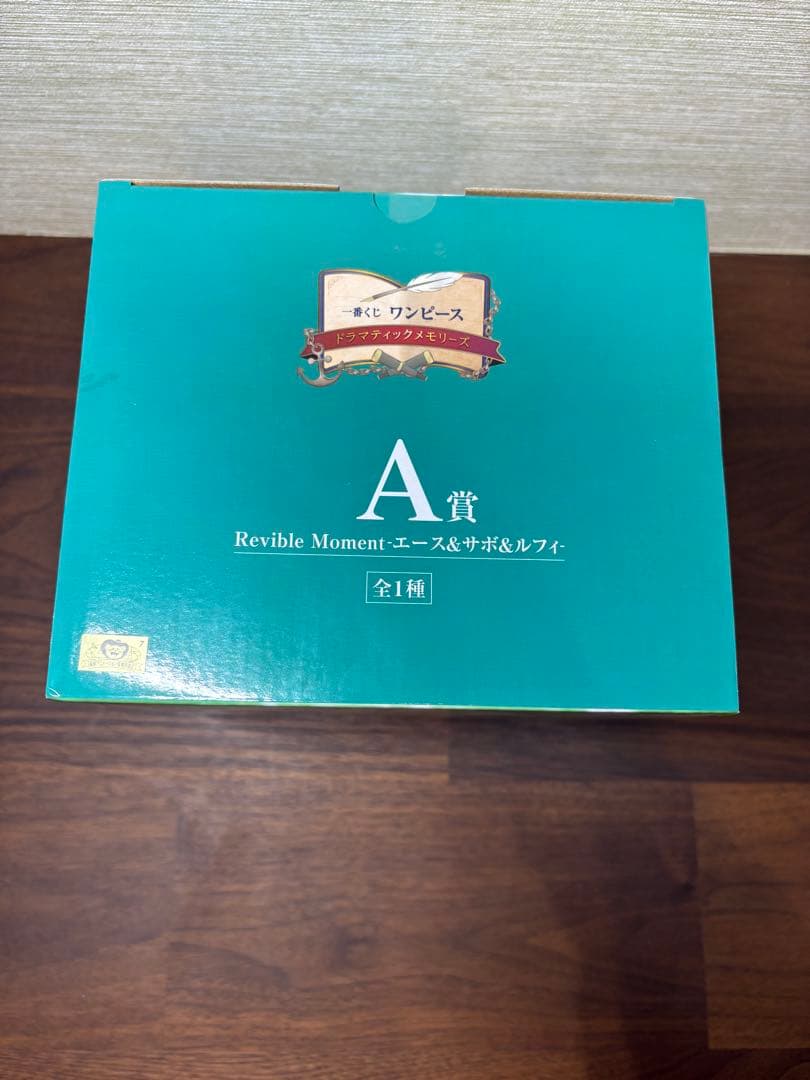 一番くじ ワンピース
ドラマティックメモリーズ
A賞
Revible Moment-エース&サボ&ルフィ-
全1種
7